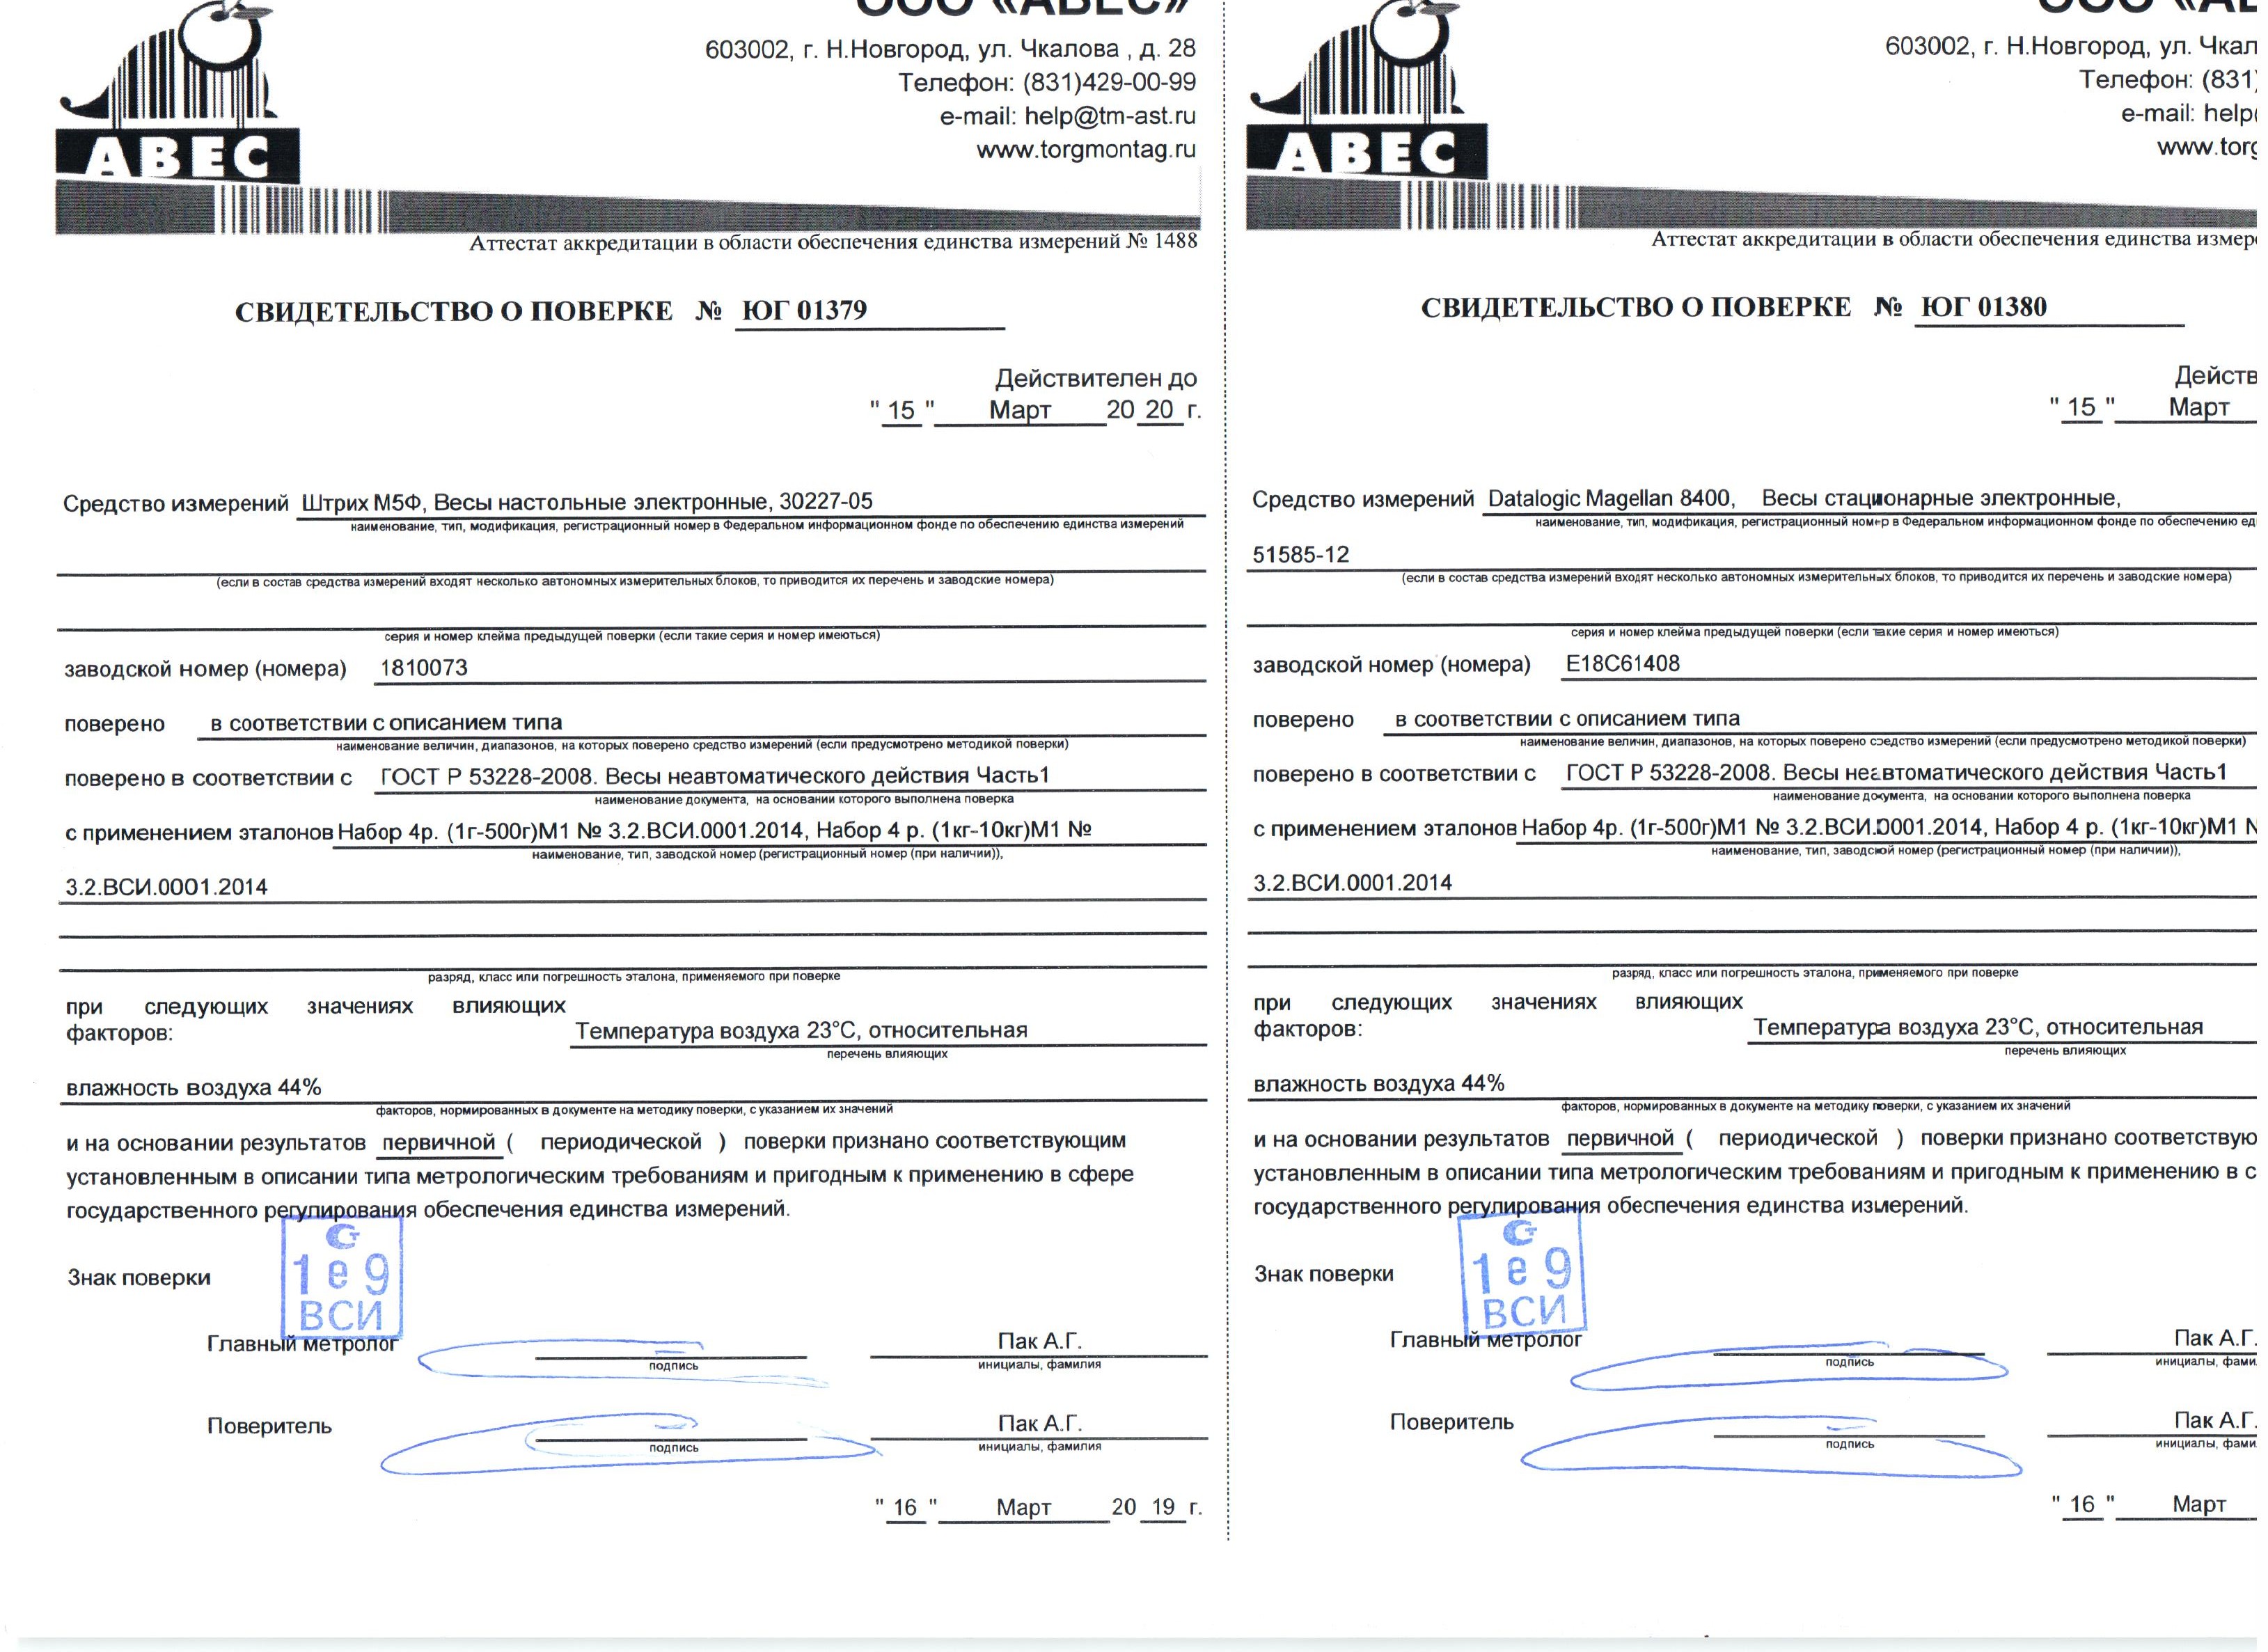 ООО «АВЕС»
603002, г. Н.Новгород, ул. Чкалова , д. 28
Телефон: (831)429-00-99
e-mail: help@tm-ast.ru
www.torgmontag.ru
АВЕС
Аттестат аккредитации в области обеспечения единства измерений № 1488
СВИДЕТЕЛЬСТВО О ПОВЕРКЕ № ЮГ 01379
Действителен до
" 15 " Март 20 20 г.
Средство измерений Штрих М5Ф, Весы настольные электронные, 30227-05
наименование, тип, модификация, регистрационный номер в Федеральном информационном фонде по обеспечению единства измерений
(если в состав средства измерений входят несколько автономных измерительных блоков, то приводится их перечень и заводские номера)
серия и номер клейма предыдущей поверки (если такие серия и номер имеються)
заводской номер (номера) 1810073
поверено в соответствии с описанием типа
наименование величин, диапазонов, на которых поверено средство измерений (если предусмотрено методикой поверки)
поверено в соответствии с ГОСТ Р 53228-2008. Весы неавтоматического действия Часть1
наименование документа, на основании которого выполнена поверка
с применением эталонов Набор 4р. (1г-500г)М1 № 3.2.ВСИ.0001.2014, Набор 4 р. (1кг-10кг)М1 №
наименование, тип, заводской номер (регистрационный номер (при наличии)),
3.2.ВСИ.0001.2014
разряд, класс или погрешность эталона, применяемого при поверке
при следующих значениях влияющих
факторов: Температура воздуха 23°С, относительная
перечень влияющих
влажность воздуха 44%
факторов, нормированных в документе на методику поверки, с указанием их значений
и на основании результатов первичной ( периодической ) поверки признано соответствующим
установленным в описании типа метрологическим требованиям и пригодным к применению в сфере
государственного регулирования обеспечения единства измерений.
Знак поверки
1 е 9
ВСИ
Главный метролог Пак А.Г.
подпись инициалы, фамилия
Поверитель Пак А.Г.
подпись инициалы, фамилия
" 16 " Март 20 19 г.
ООО «АВ
603002, г. Н.Новгород, ул. Чкал
Телефон: (831)
e-mail: help
www.torg
АВЕС
Аттестат аккредитации в области обеспечения единства измер
СВИДЕТЕЛЬСТВО О ПОВЕРКЕ № ЮГ 01380
Действ
" 15 " Март
Средство измерений Datalogic Magellan 8400, Весы стационарные электронные,
наименование, тип, модификация, регистрационный номер в Федеральном информационном фонде по обеспечению ед
51585-12
(если в состав средства измерений входят несколько автономных измерительных блоков, то приводится их перечень и заводские номера)
серия и номер клейма предыдущей поверки (если такие серия и номер имеються)
заводской номер (номера) E18C61408
поверено в соответствии с описанием типа
наименование величин, диапазонов, на которых поверено средство измерений (если предусмотрено методикой поверки)
поверено в соответствии с ГОСТ Р 53228-2008. Весы неавтоматического действия Часть1
наименование документа, на основании которого выполнена поверка
с применением эталонов Набор 4р. (1г-500г)М1 № 3.2.ВСИ.0001.2014, Набор 4 р. (1кг-10кг)М1
наименование, тип, заводской номер (регистрационный номер (при наличии)),
3.2.ВСИ.0001.2014
разряд, класс или погрешность эталона, применяемого при поверке
при следующих значениях влияющих
факторов: Температура воздуха 23°С, относительная
перечень влияющих
влажность воздуха 44%
факторов, нормированных в документе на методику поверки, с указанием их значений
и на основании результатов первичной ( периодической ) поверки признано соответствую
установленным в описании типа метрологическим требованиям и пригодным к применению в с
государственного регулирования обеспечения единства измерений.
Знак поверки
1 е 9
ВСИ
Главный метролог Пак А.Г.
подпись инициалы, фами
Поверитель Пак А.Г.
подпись инициалы, фами
" 16 " Март